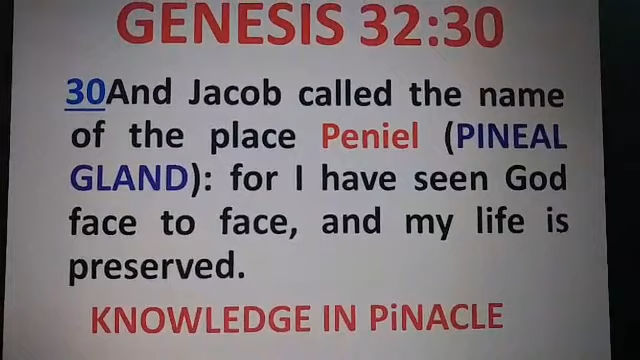 GENESIS 32:30
30And Jacob called the name
of the place Peniel (PINEAL
GLAND): for I have seen God
face to face, and my life is
preserved.
KNOWLEDGE IN PiNACLE